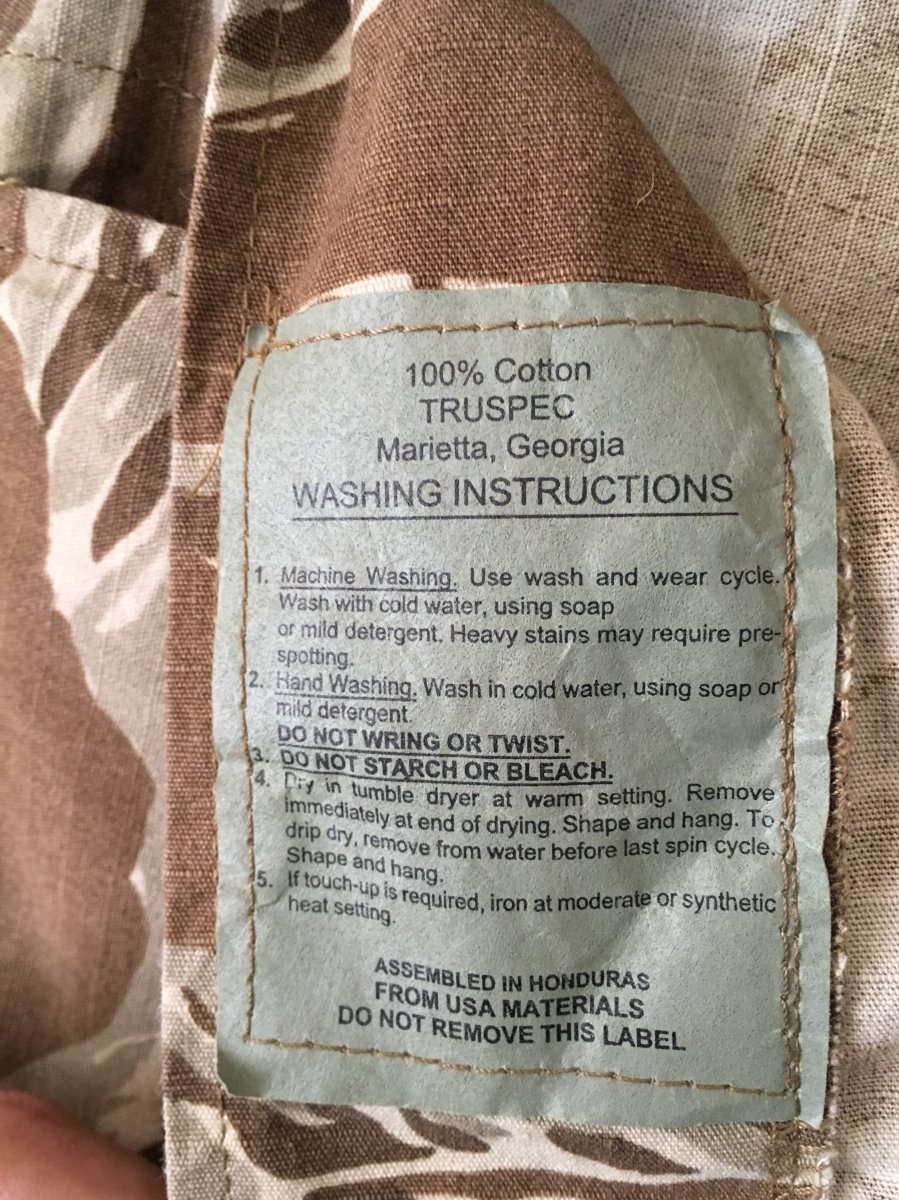 100% Cotton
TRUSPEC
Marietta, Georgia
WASHING INSTRUCTIONS
1. Machine Washing. Use wash and wear cycle.
Wash with cold water, using soap
or mild detergent. Heavy stains may require pre-
spotting.
2. Hand Washing. Wash in cold water, using soap or
mild detergent.
DO NOT WRING OR TWIST.
3. DO NOT STARCH OR BLEACH.
4. Dry in tumble dryer at warm setting. Remove
immediately at end of drying. Shape and hang. To
drip dry, remove from water before last spin cycle.
Shape and hang.
5. If touch-up is required, iron at moderate or synthetic
heat setting.
ASSEMBLED IN HONDURAS
FROM USA MATERIALS
DO NOT REMOVE THIS LABEL